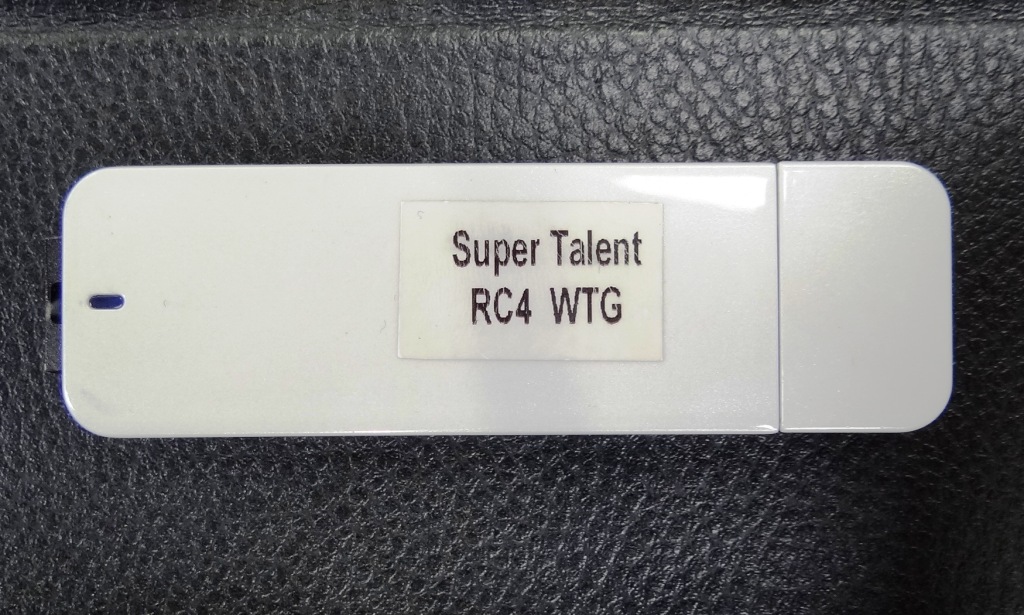 Super Talent
RC4 WTG